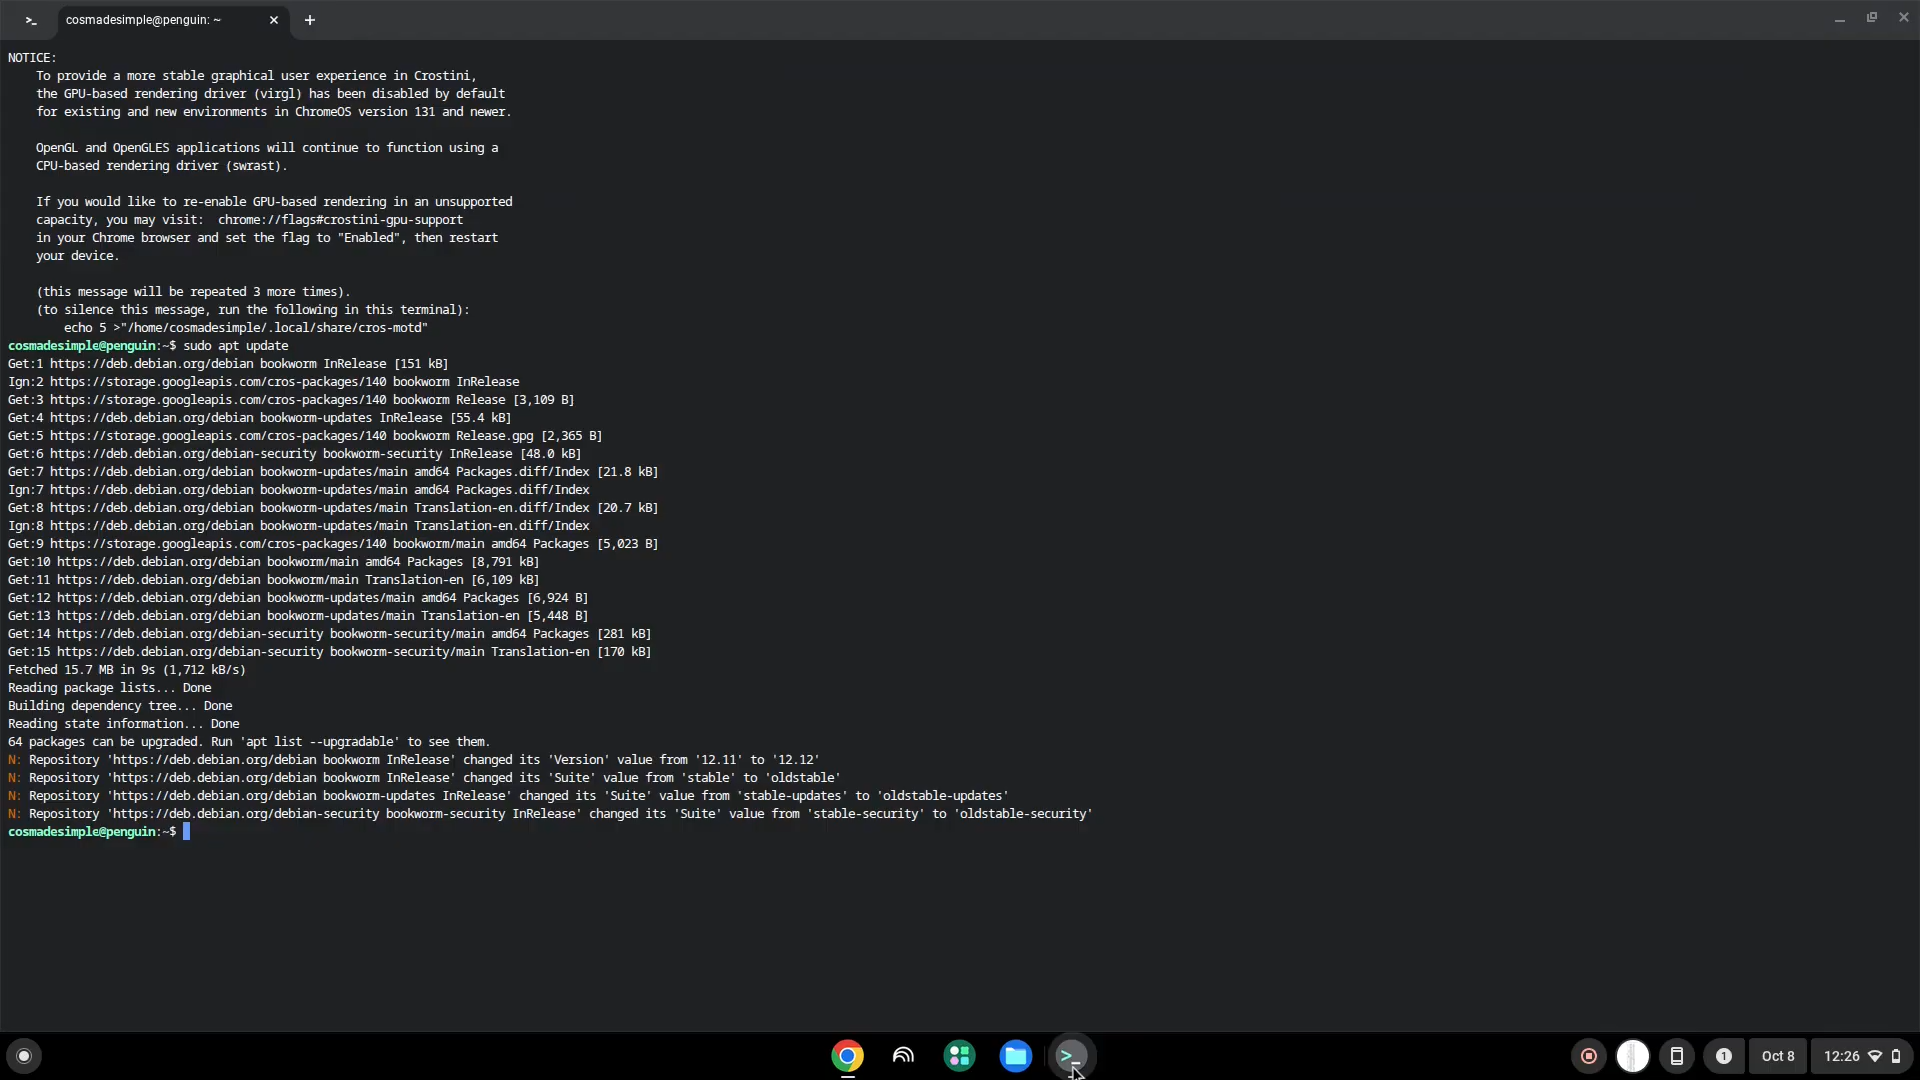 >_ cosmadesimple@penguin: ~
NOTICE:
To provide a more stable graphical user experience in Crostini,
the GPU-based rendering driver (virgl) has been disabled by default
for existing and new environments in ChromeOS version 131 and newer.
OpenGL and OpenGLES applications will continue to function using a
CPU-based rendering driver (swrast).
If you would like to re-enable GPU-based rendering in an unsupported
capacity, you may visit:  chrome://flags#crostini-gpu-support
in your Chrome browser and set the flag to "Enabled", then restart
your device.
(this message will be repeated 3 more times).
(to silence this message, run the following in this terminal):
echo 5 >"/home/cosmadesimple/.local/share/cros-motd"
cosmadesimple@penguin:~$ sudo apt update
Get:1 https://deb.debian.org/debian bookworm InRelease [151 kB]
Ign:2 https://storage.googleapis.com/cros-packages/140 bookworm InRelease
Get:3 https://storage.googleapis.com/cros-packages/140 bookworm Release [3,109 B]
Get:4 https://deb.debian.org/debian bookworm-updates InRelease [55.4 kB]
Get:5 https://storage.googleapis.com/cros-packages/140 bookworm Release.gpg [2,365 B]
Get:6 https://deb.debian.org/debian-security bookworm-security InRelease [48.0 kB]
Get:7 https://deb.debian.org/debian bookworm-updates/main amd64 Packages.diff/Index [21.8 kB]
Ign:7 https://deb.debian.org/debian bookworm-updates/main amd64 Packages.diff/Index
Get:8 https://deb.debian.org/debian bookworm-updates/main Translation-en.diff/Index [20.7 kB]
Ign:8 https://deb.debian.org/debian bookworm-updates/main Translation-en.diff/Index
Get:9 https://storage.googleapis.com/cros-packages/140 bookworm/main amd64 Packages [5,023 B]
Get:10 https://deb.debian.org/debian bookworm/main amd64 Packages [8,791 kB]
Get:11 https://deb.debian.org/debian bookworm/main Translation-en [6,109 kB]
Get:12 https://deb.debian.org/debian bookworm-updates/main amd64 Packages [6,924 B]
Get:13 https://deb.debian.org/debian bookworm-updates/main Translation-en [5,448 B]
Get:14 https://deb.debian.org/debian-security bookworm-security/main amd64 Packages [281 kB]
Get:15 https://deb.debian.org/debian-security bookworm-security/main Translation-en [170 kB]
Fetched 15.7 MB in 9s (1,712 kB/s)
Reading package lists... Done
Building dependency tree... Done
Reading state information... Done
64 packages can be upgraded. Run 'apt list --upgradable' to see them.
N: Repository 'https://deb.debian.org/debian bookworm InRelease' changed its 'Version' value from '12.11' to '12.12'
N: Repository 'https://deb.debian.org/debian bookworm InRelease' changed its 'Suite' value from 'stable' to 'oldstable'
N: Repository 'https://deb.debian.org/debian bookworm-updates InRelease' changed its 'Suite' value from 'stable-updates' to 'oldstable-updates'
N: Repository 'https://deb.debian.org/debian-security bookworm-security InRelease' changed its 'Suite' value from 'stable-security' to 'oldstable-security'
cosmadesimple@penguin:~$
>_ 1 Oct 8 12:26